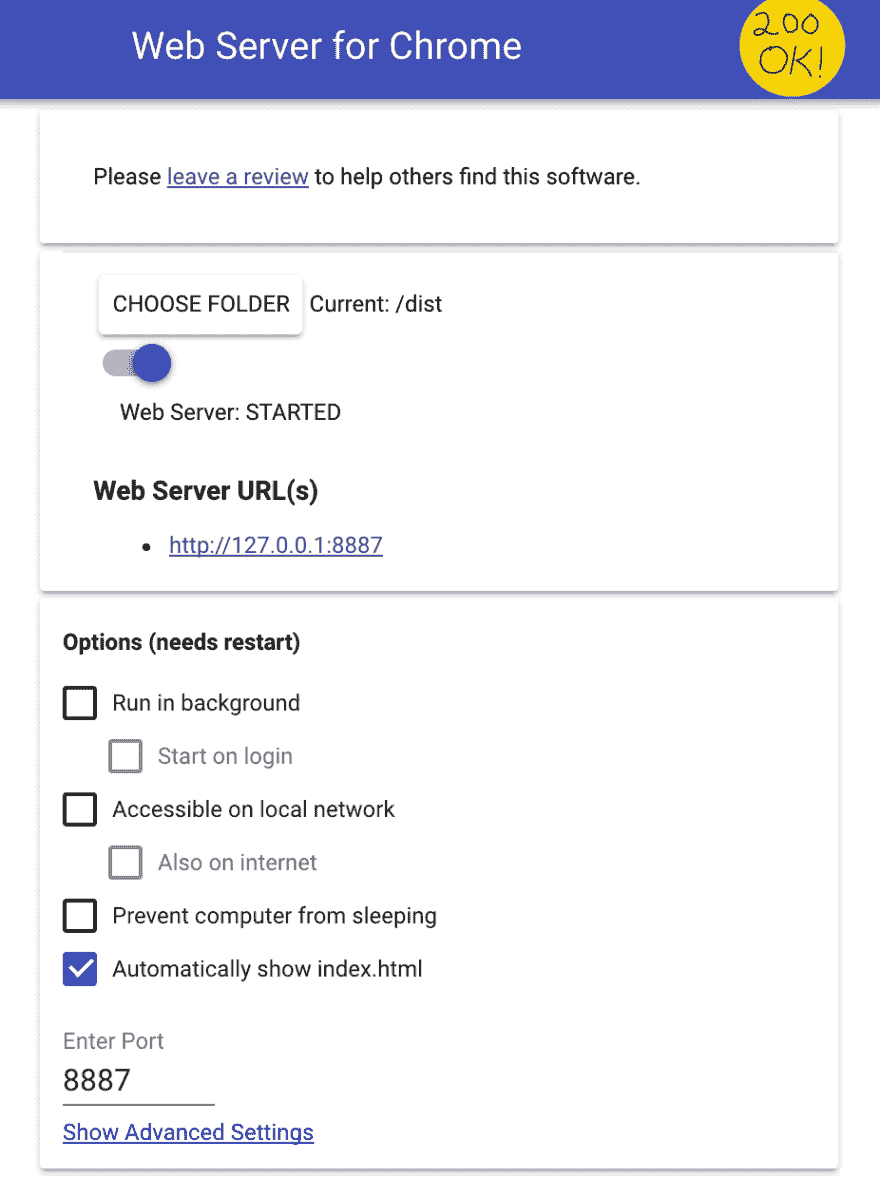 Web Server for Chrome
200
OK!
Please leave a review to help others find this software.
CHOOSE FOLDER Current: /dist
Web Server: STARTED
Web Server URL(s)
http://127.0.0.1:8887
Options (needs restart)
Run in background
Start on login
Accessible on local network
Also on internet
Prevent computer from sleeping
Automatically show index.html
Enter Port
8887
Show Advanced Settings